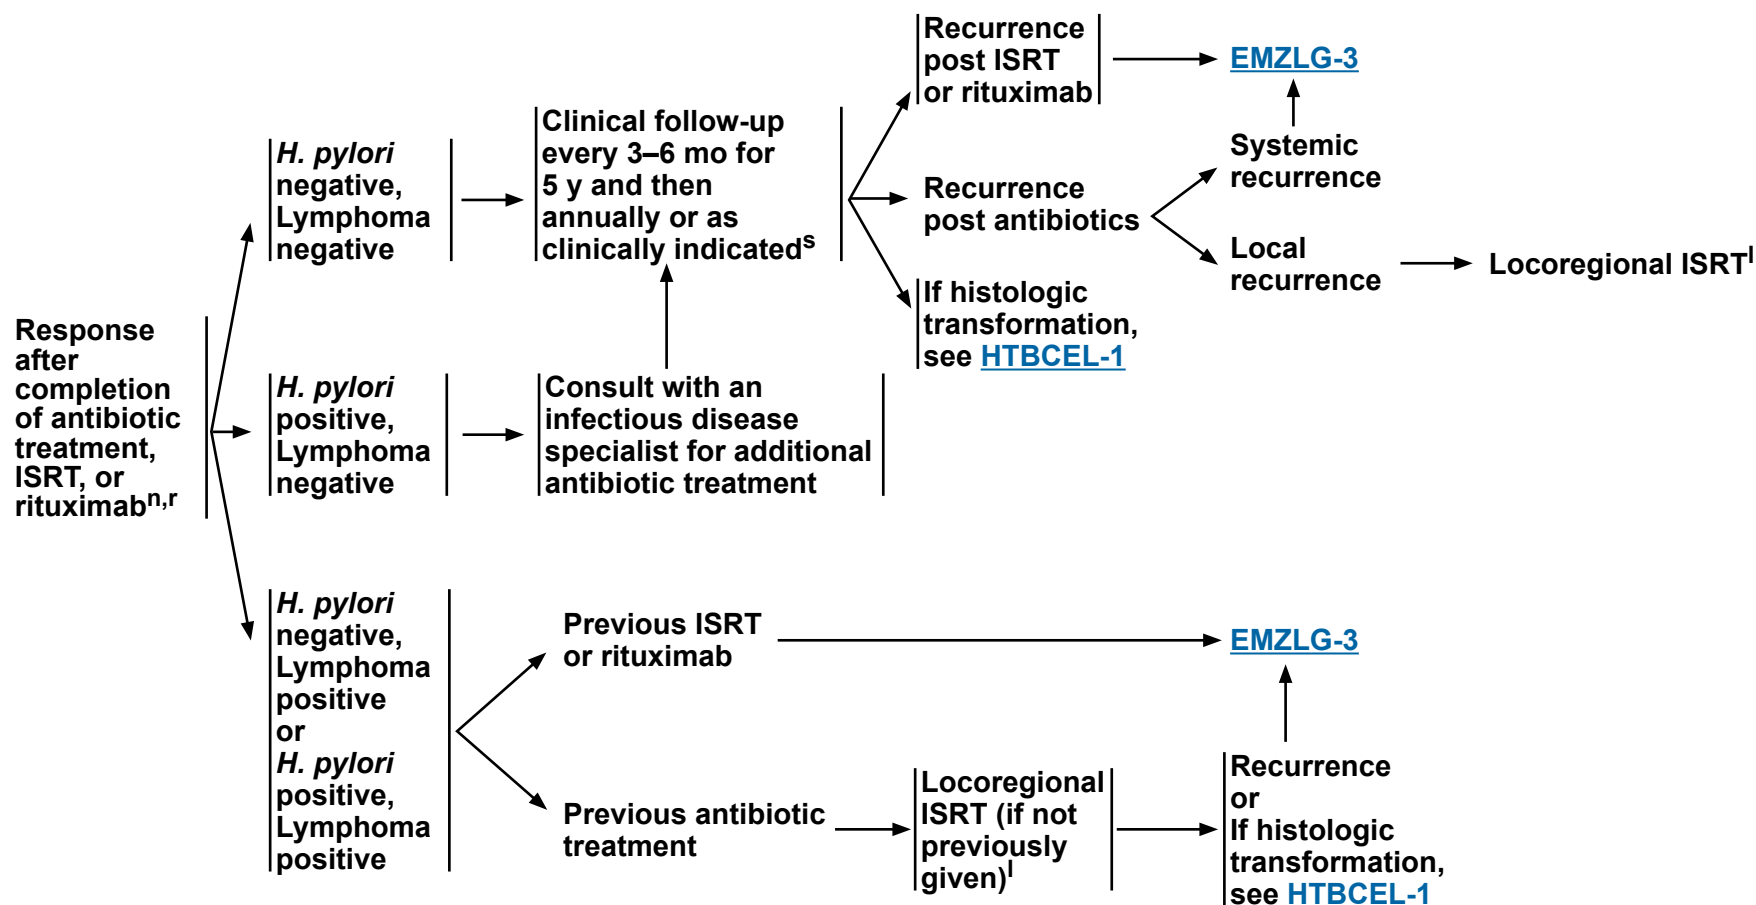 Response
after
completion
of antibiotic
treatment,
ISRT, or
rituximabn,r
H. pylori
negative,
Lymphoma
negative
Clinical follow-up
every 3–6 mo for
5 y and then
annually or as
clinically indicateds
Recurrence
post ISRT
or rituximab
EMZLG-3
Recurrence
post antibiotics
Systemic
recurrence
Local
recurrence
Locoregional ISRTl
If histologic
transformation,
see HTBCEL-1
H. pylori
positive,
Lymphoma
negative
Consult with an
infectious disease
specialist for additional
antibiotic treatment
H. pylori
negative,
Lymphoma
positive
or
H. pylori
positive,
Lymphoma
positive
Previous ISRT
or rituximab
EMZLG-3
Previous antibiotic
treatment
Locoregional
ISRT (if not
previously
given)l
Recurrence
or
If histologic
transformation,
see HTBCEL-1